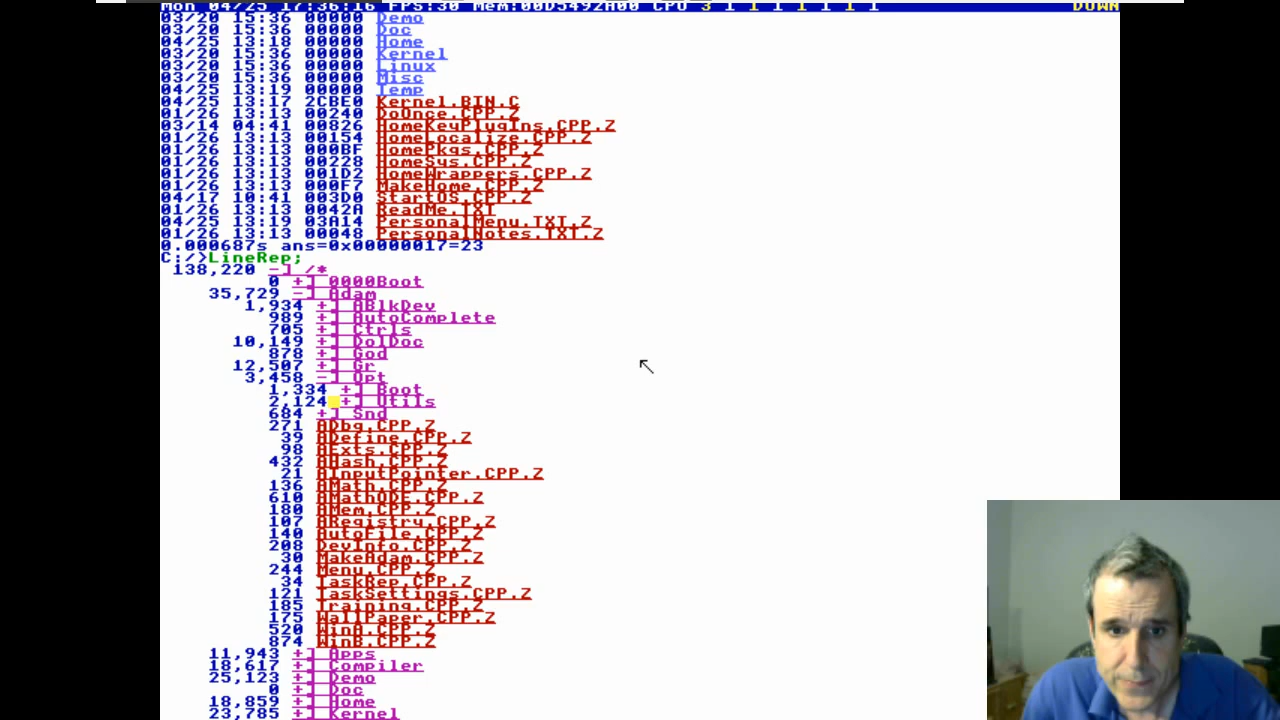 Mon 04/25 17:36:16 FPS:30 Mem:00D5492A00 CPU 3 1 1 1 1 1 1 1 DOWN
03/20 15:36 00000 Demo
03/20 15:36 00000 Doc
04/25 13:18 00000 Home
03/20 15:36 00000 Kernel
03/20 15:36 00000 Linux
03/20 15:36 00000 Misc
04/25 13:19 00000 Temp
04/25 13:17 2CBE0 Kernel.BIN.C
01/26 13:13 00240 DoOnce.CPP.Z
03/14 04:41 00826 HomeKeyPlugIns.CPP.Z
01/26 13:13 00154 HomeLocalize.CPP.Z
01/26 13:13 000BF HomePkgs.CPP.Z
01/26 13:13 00228 HomeSys.CPP.Z
01/26 13:13 001D2 HomeWrappers.CPP.Z
01/26 13:13 000F7 MakeHome.CPP.Z
04/17 10:41 003D0 StartOS.CPP.Z
01/26 13:13 0042A ReadMe.TXT
04/25 13:19 03A14 PersonalMenu.TXT.Z
01/26 13:13 00048 PersonalNotes.TXT.Z
0.000687s ans=0x00000017=23
C:/>LineRep;
138,220 -] /*
0 +] 0000Boot
35,729 -] Adam
1,934 +] ABlkDev
989 +] AutoComplete
705 +] Ctrls
10,149 +] DolDoc
878 +] God
12,507 +] Gr
3,458 -] Opt
1,334 +] Boot
2,124 +] Utils
684 +] Snd
271 ADbg.CPP.Z
39 ADefine.CPP.Z
98 AExts.CPP.Z
432 AHash.CPP.Z
21 AInputPointer.CPP.Z
136 AMath.CPP.Z
610 AMathODE.CPP.Z
180 AMem.CPP.Z
107 ARegistry.CPP.Z
140 AutoFile.CPP.Z
208 DevInfo.CPP.Z
30 MakeAdam.CPP.Z
244 Menu.CPP.Z
34 TaskRep.CPP.Z
121 TaskSettings.CPP.Z
185 Training.CPP.Z
175 WallPaper.CPP.Z
520 WinA.CPP.Z
874 WinB.CPP.Z
11,943 +] Apps
18,617 +] Compiler
25,123 +] Demo
0 +] Doc
18,859 +] Home
23,785 +] Kernel